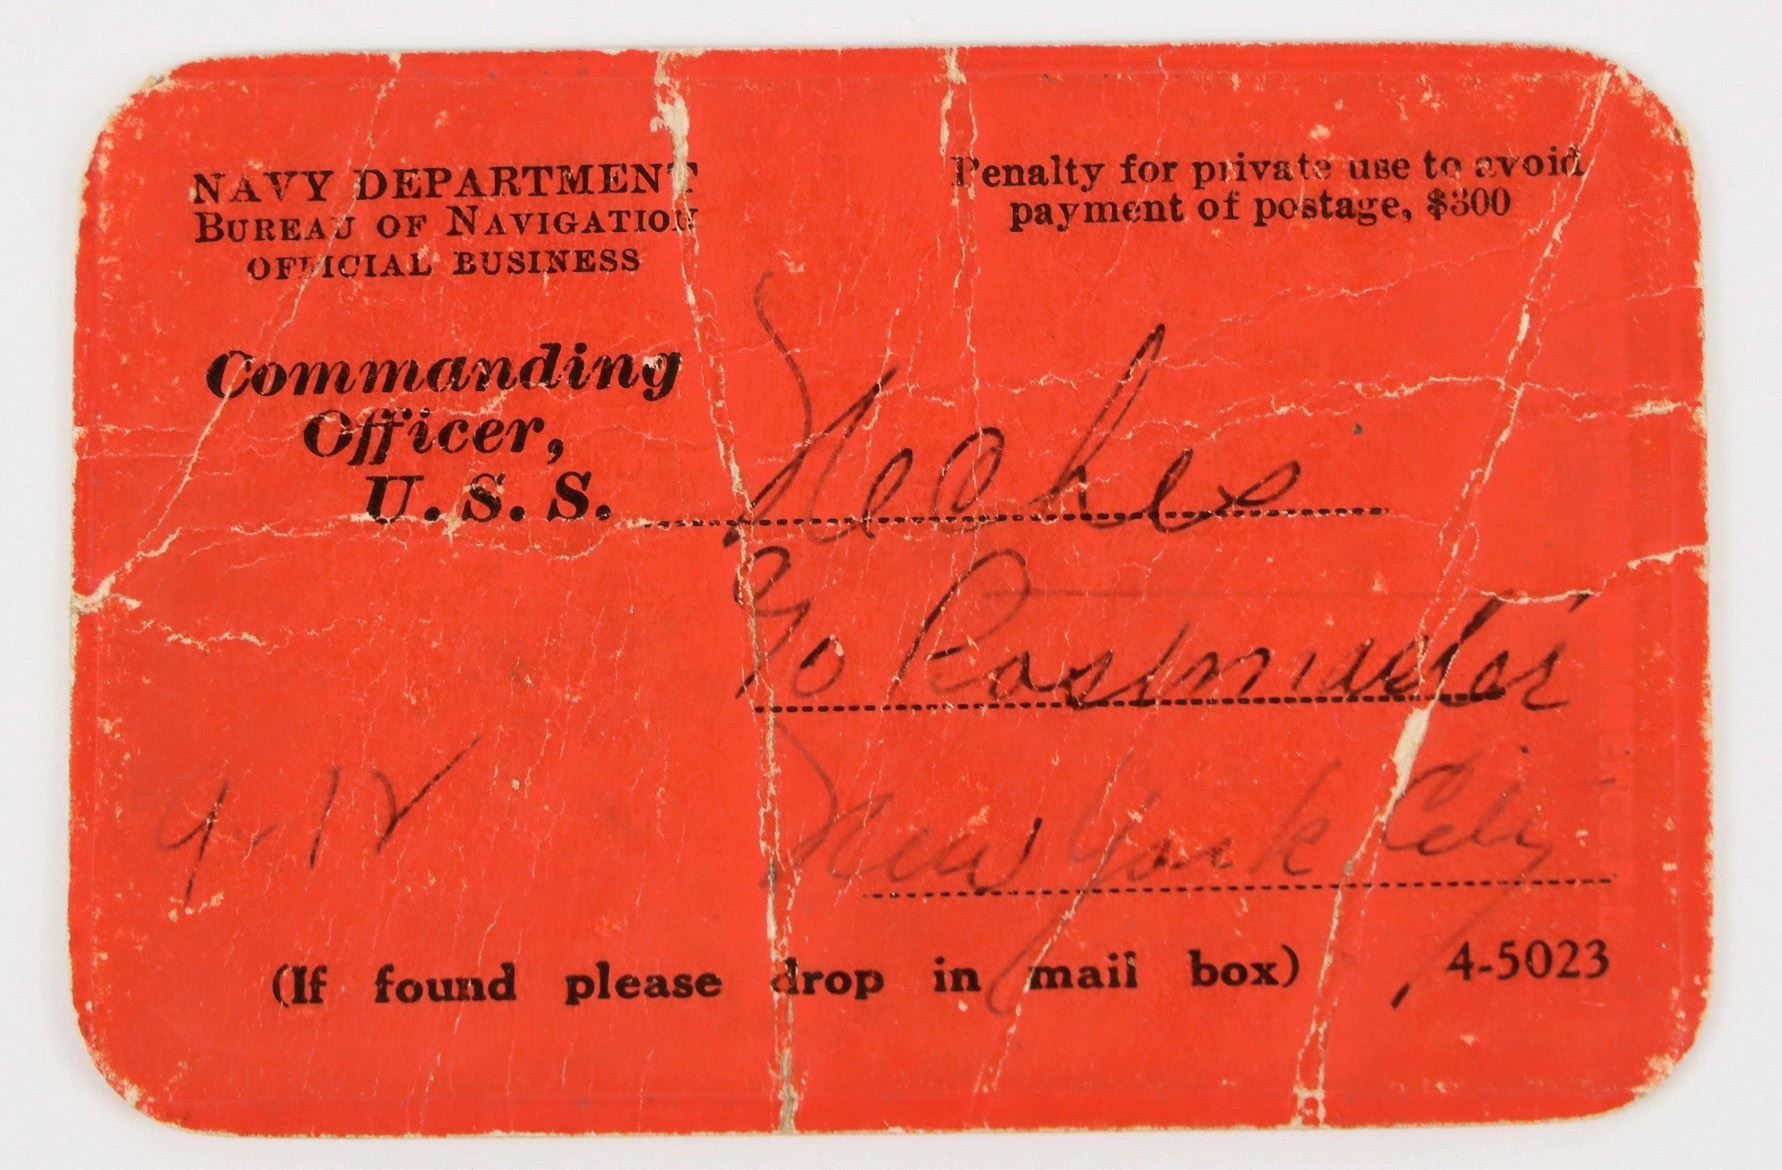 NAVY DEPARTMENT
BUREAU OF NAVIGATION
OFFICIAL BUSINESS
Penalty for private use to avoid
payment of postage, $300
Commanding
Officer,
U. S. S. Neches
c/o Postmaster
New York City
(If found please drop in mail box) 4-5023